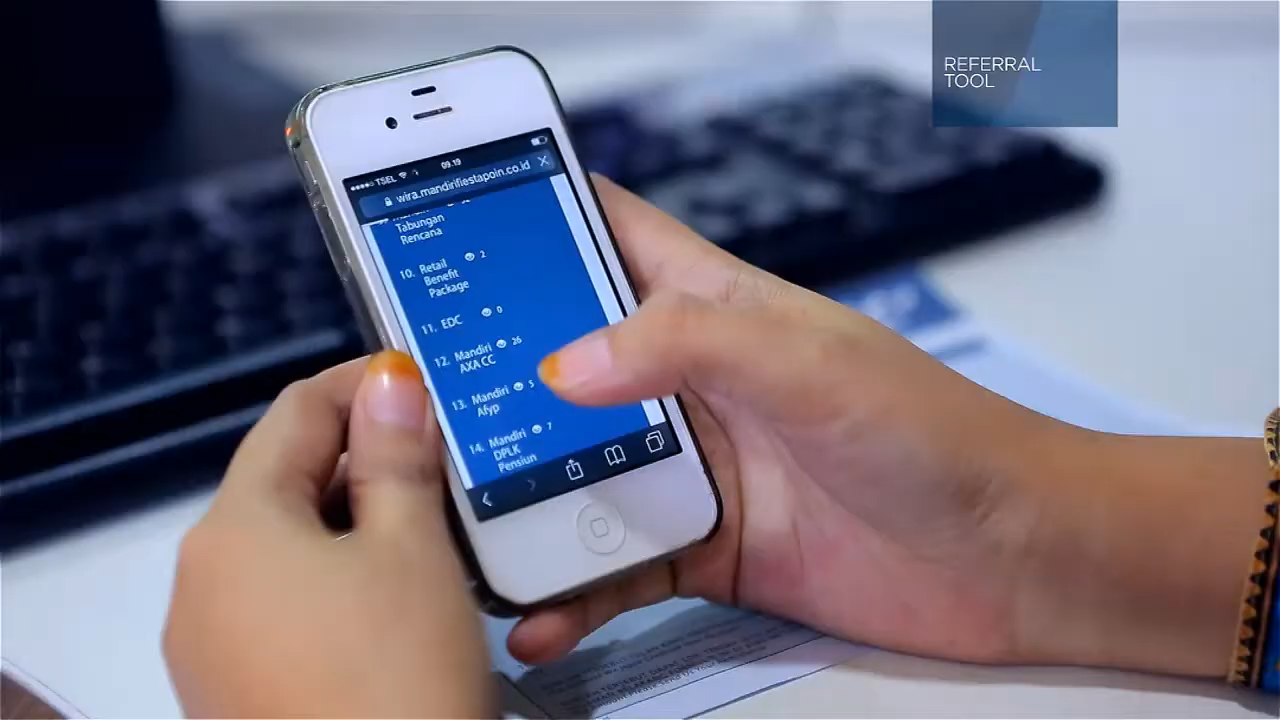 REFERRAL
TOOL
TSEL 09.19
wira.mandirifiestapoin.co.id
Tabungan
Rencana
10. Retail 2
Benefit
Package
11. EDC 0
12. Mandiri 26
AXA CC
13. Mandiri 5
Afyp
14. Mandiri 7
DPLK
Pensiun